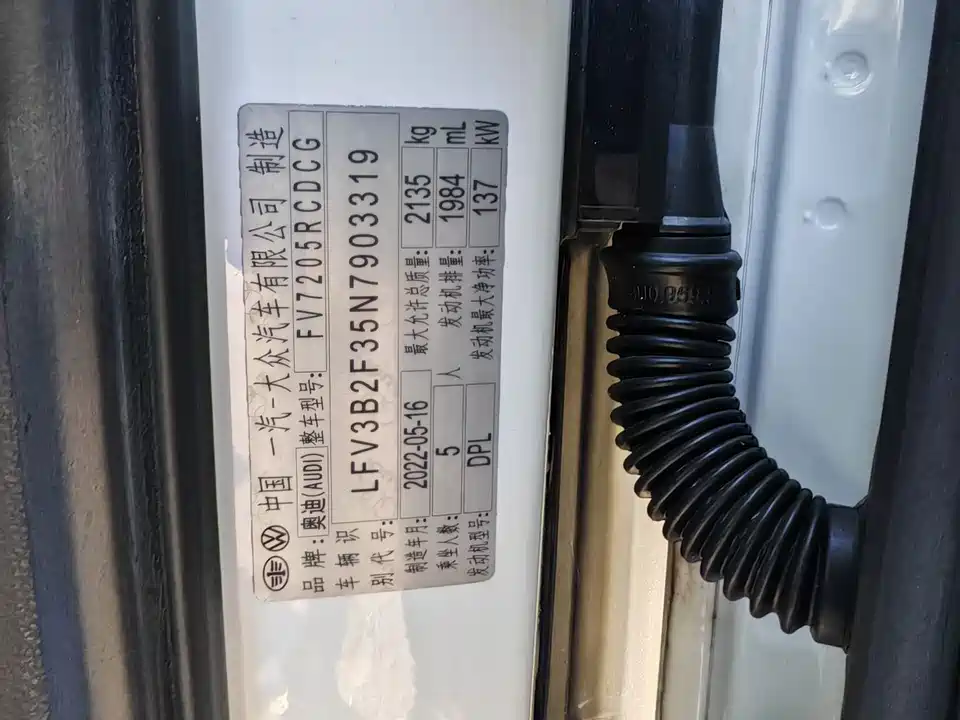 中国 一汽-大众汽车有限公司 制造
品牌: 奥迪(AUDI) 整车型号: FV7205RCDCG
车辆识别代号: LFV3B2F35N7903319
制造年月: 2022-05-16 最大允许总质量: 2135 kg
乘坐人数: 5 人 发动机排量: 1984 mL
发动机型号: DPL 发动机最大净功率: 137 kW